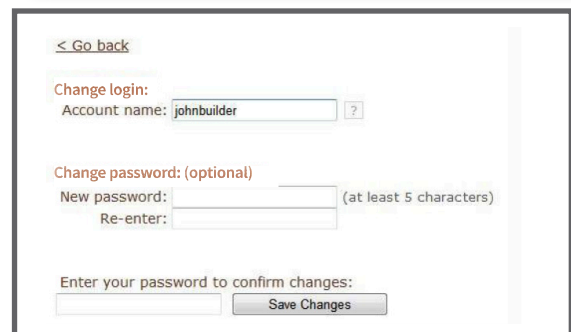 < Go back
Change login:
Account name: johnbuilder ?
Change password: (optional)
New password: (at least 5 characters)
Re-enter:
Enter your password to confirm changes:
Save Changes